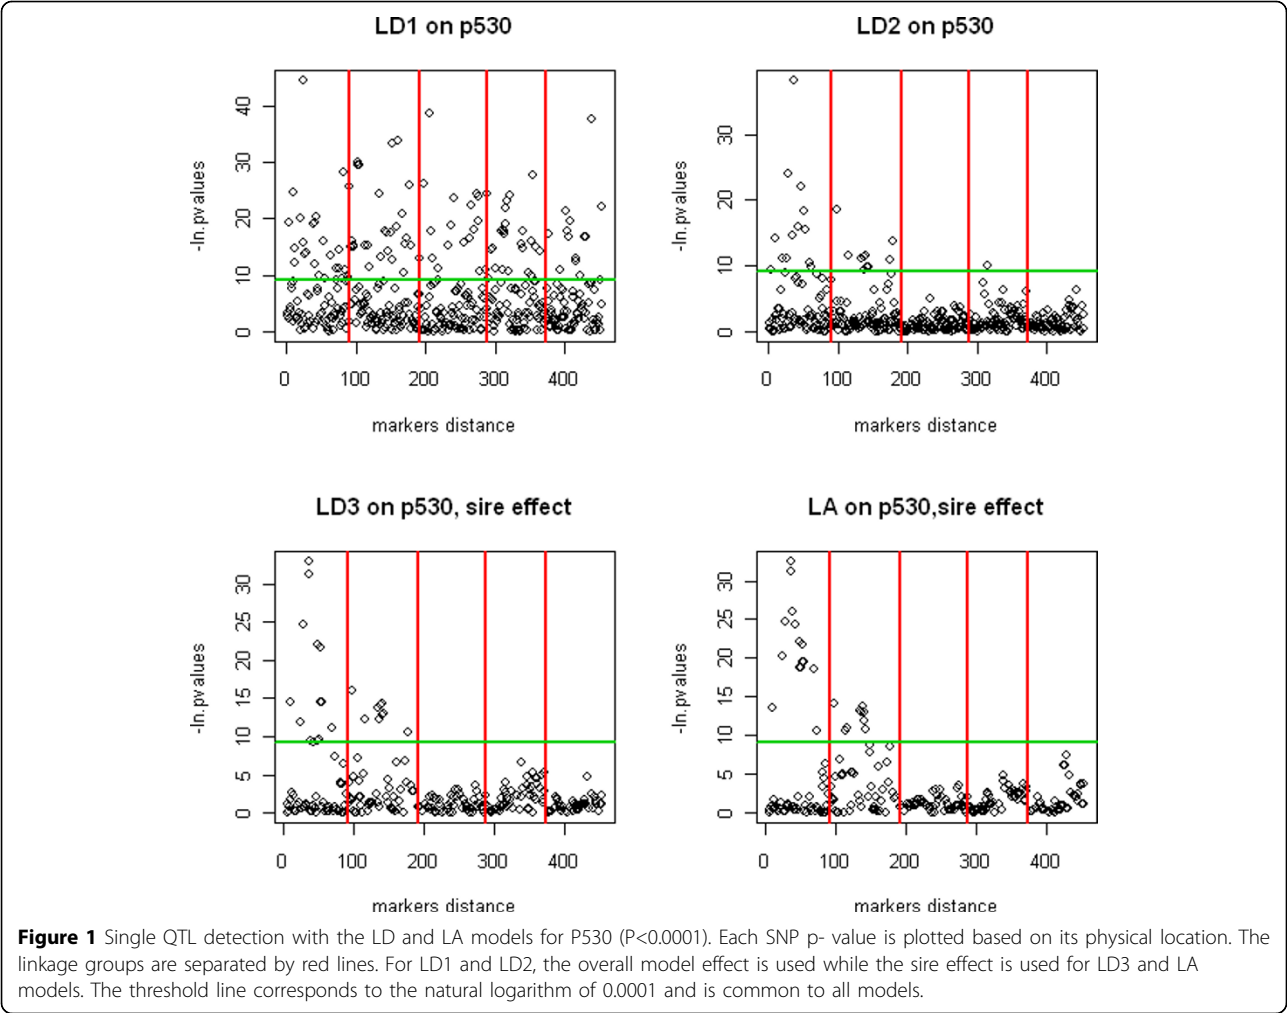 LD1 on p530
-ln.pvalues
40
30
20
10
0
0 100 200 300 400
markers distance
LD2 on p530
-ln.pvalues
30
20
10
0
0 100 200 300 400
markers distance
LD3 on p530, sire effect
-ln.pvalues
30
25
20
15
10
5
0
0 100 200 300 400
markers distance
LA on p530,sire effect
-ln.pvalues
30
25
20
15
10
5
0
0 100 200 300 400
markers distance
Figure 1 Single QTL detection with the LD and LA models for P530 (P<0.0001). Each SNP p- value is plotted based on its physical location. The
linkage groups are separated by red lines. For LD1 and LD2, the overall model effect is used while the sire effect is used for LD3 and LA
models. The threshold line corresponds to the natural logarithm of 0.0001 and is common to all models.